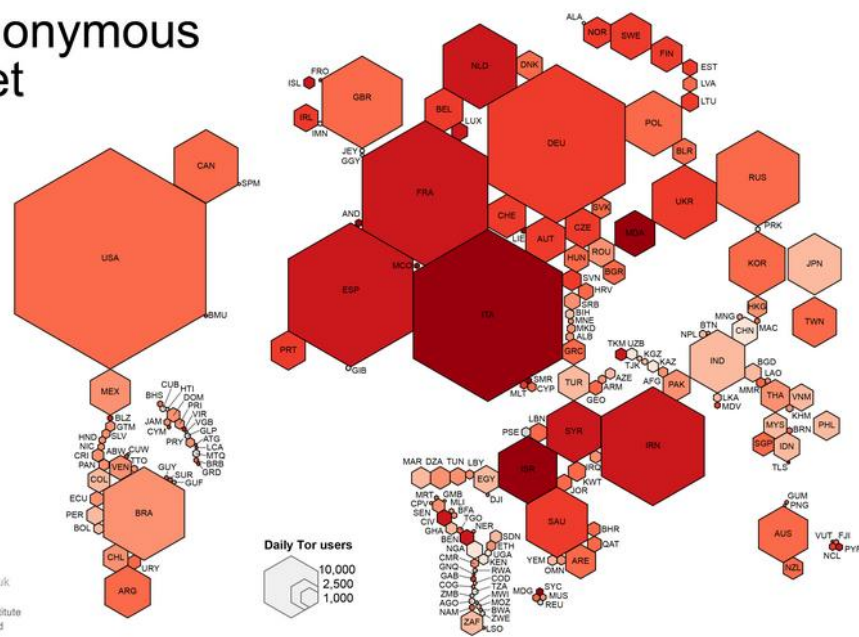 onymous
et
USA
CAN
SPM
BMU
MEX
BLZ
GTM
SLV
HND
NIC
CRI
PAN
ABW
CUW
TTO
VEN
COL
ECU
PER
BOL
CHL
ARG
URY
BRA
GUY
SUR
GUF
BHS
CUB
HTI
DOM
PRI
VIR
VGB
GLP
ATG
LCA
MTQ
BRB
GRD
JAM
CYM
PRY
ISL
FRO
IRL
IMN
GBR
JEY
GGY
NLD
DNK
BEL
LUX
DEU
FRA
AND
MCO
ESP
PRT
GIB
ITA
CHE
LIE
AUT
CZE
SVK
HUN
ROU
BGR
MDA
SVN
HRV
SRB
BIH
MNE
MKD
ALB
GRC
MLT
SMR
CYP
ALA
NOR
SWE
FIN
EST
LVA
LTU
POL
BLR
UKR
RUS
PRK
KOR
JPN
HKG
MNG
CHN
MAC
TWN
BTN
NPL
IND
LKA
MDV
BGD
LAO
MMR
THA
VNM
KHM
MYS
BRN
SGP
IDN
TLS
PHL
TKM
UZB
TJK
KGZ
KAZ
AFG
PAK
TUR
GEO
ARM
AZE
LBN
PSE
SYR
IRN
IRQ
KWT
JOR
ISR
SAU
BHR
QAT
ARE
YEM
OMN
MAR
DZA
TUN
LBY
EGY
DJI
MRT
CPV
SEN
CIV
GHA
BEN
NGA
CMR
GNQ
GAB
COG
ZMB
AGO
NAM
ZAF
GMB
MLI
BFA
TGO
NER
SDN
ETH
UGA
KEN
RWA
COD
TZA
MWI
MOZ
BWA
ZWE
LSO
MDG
SYC
MUS
REU
GUM
PNG
AUS
NZL
VUT
FJI
NCL
PYF
Daily Tor users
10,000
2,500
1,000
uk
stitute
d